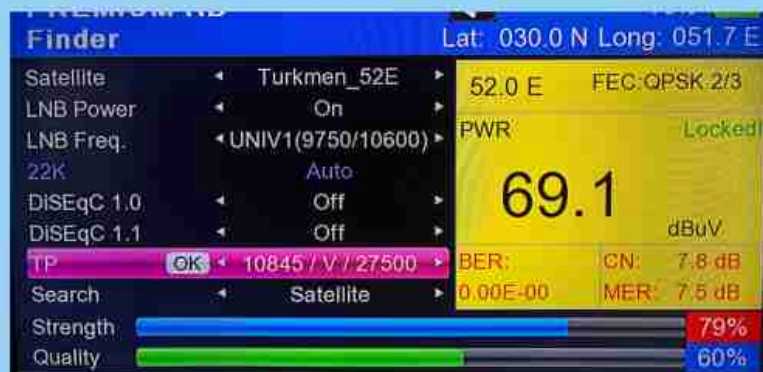 Finder
Lat: 030.0 N Long: 051.7 E
Satellite Turkmen_52E
LNB Power On
LNB Freq. UNIV1(9750/10600)
22K Auto
DiSEqC 1.0 Off
DiSEqC 1.1 Off
TP OK 10845 / V / 27500
Search Satellite
52.0 E FEC:QPSK 2/3
PWR Locked!
69.1
dBuV
BER: CN: 7.8 dB
0.00E-00 MER: 7.5 dB
Strength 79%
Quality 60%